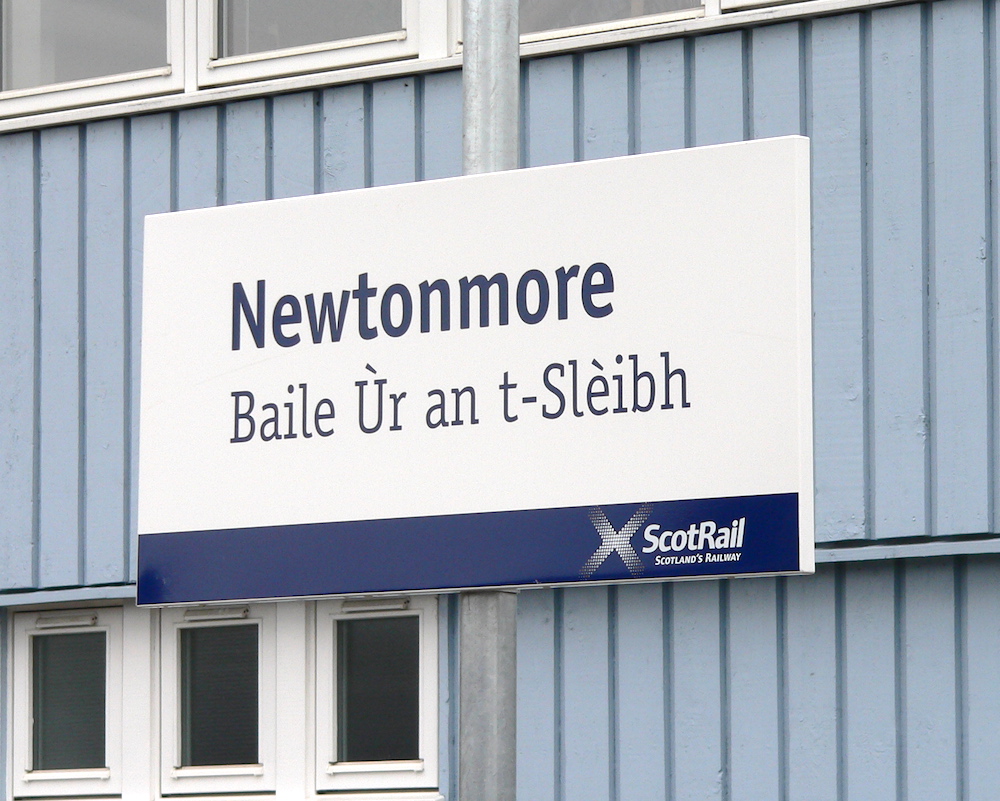 Newtonmore
Baile Ùr an t-Slèibh
ScotRail
Scotland's Railway